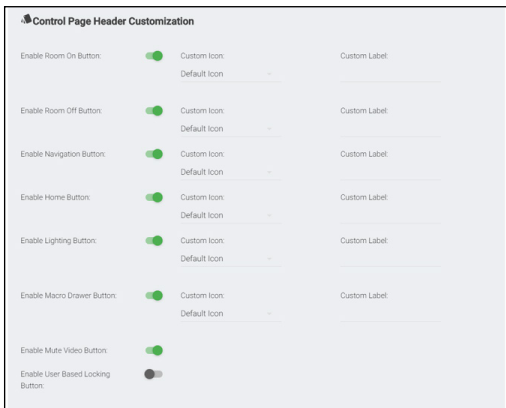 Control Page Header Customization
Enable Room On Button: Custom Icon: Custom Label:
Default Icon
Enable Room Off Button: Custom Icon: Custom Label:
Default Icon
Enable Navigation Button: Custom Icon: Custom Label:
Default Icon
Enable Home Button: Custom Icon: Custom Label:
Default Icon
Enable Lighting Button: Custom Icon: Custom Label:
Default Icon
Enable Macro Drawer Button: Custom Icon: Custom Label:
Default Icon
Enable Mute Video Button:
Enable User Based Locking
Button: